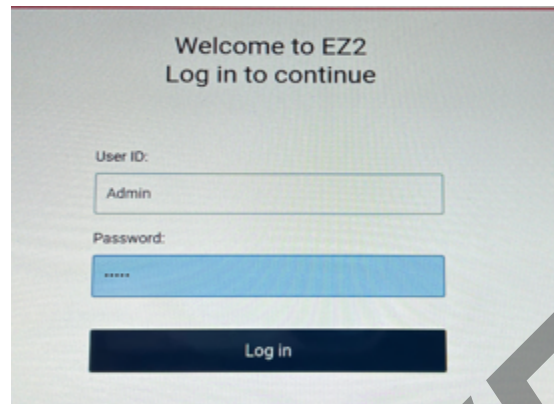 Welcome to EZ2
Log in to continue
User ID:
Admin
Password:
•••••
Log in